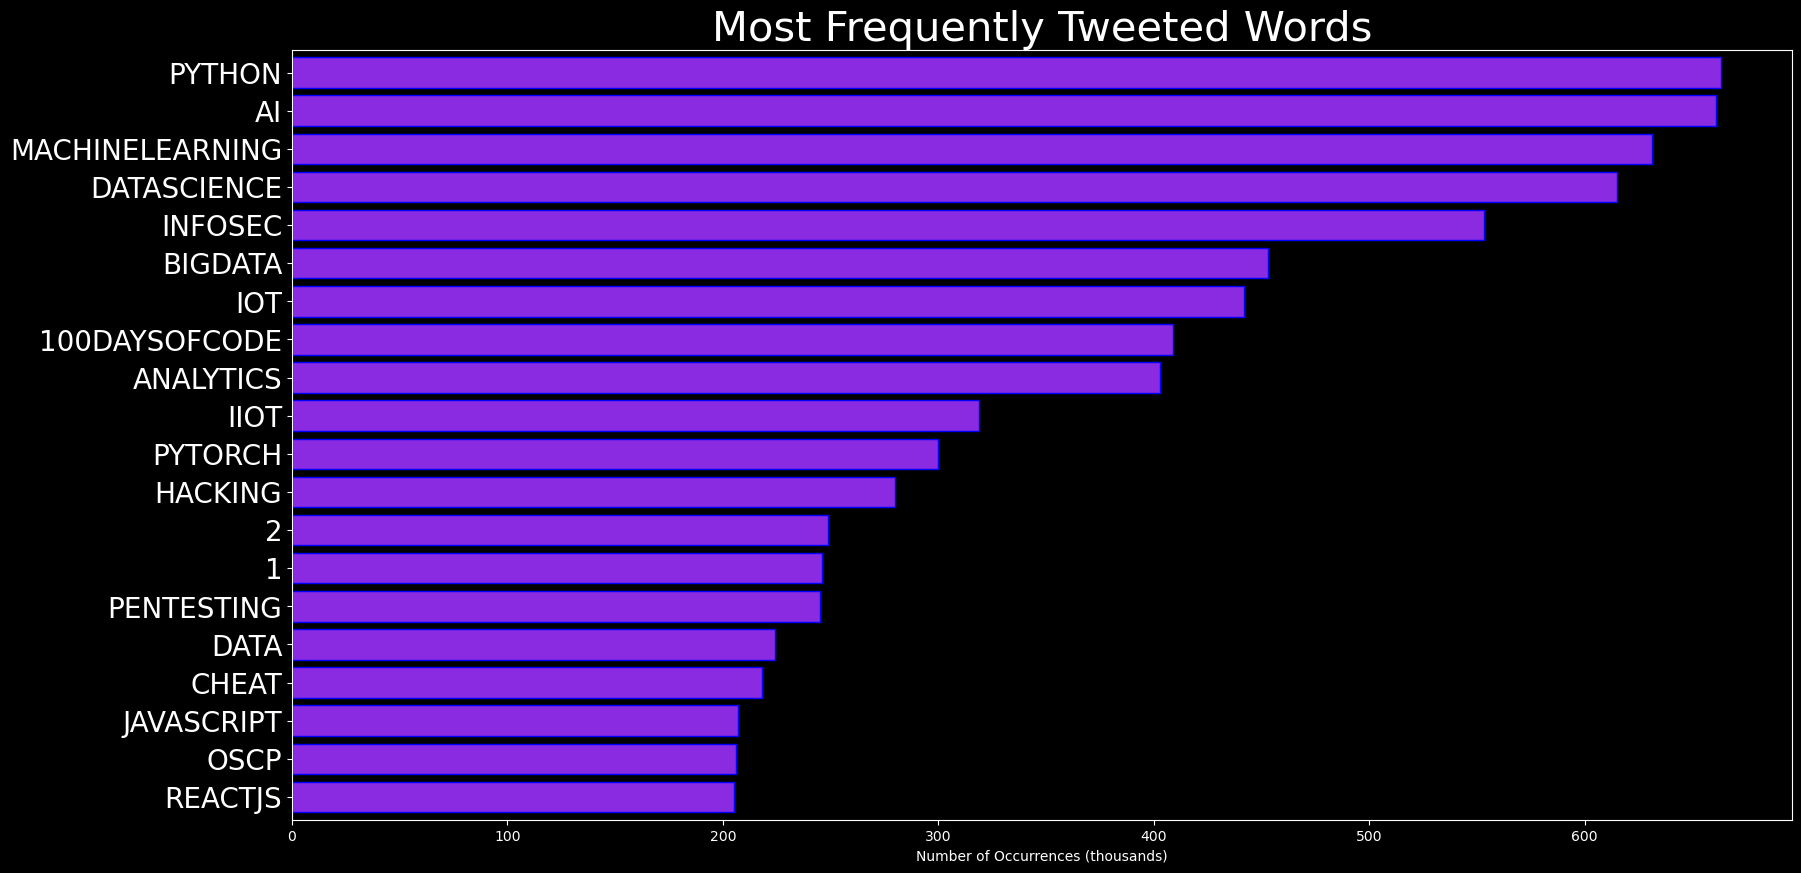 Most Frequently Tweeted Words
PYTHON
AI
MACHINELEARNING
DATASCIENCE
INFOSEC
BIGDATA
IOT
100DAYSOFCODE
ANALYTICS
IIOT
PYTORCH
HACKING
2
1
PENTESTING
DATA
CHEAT
JAVASCRIPT
OSCP
REACTJS
0 100 200 300 400 500 600
Number of Occurrences (thousands)